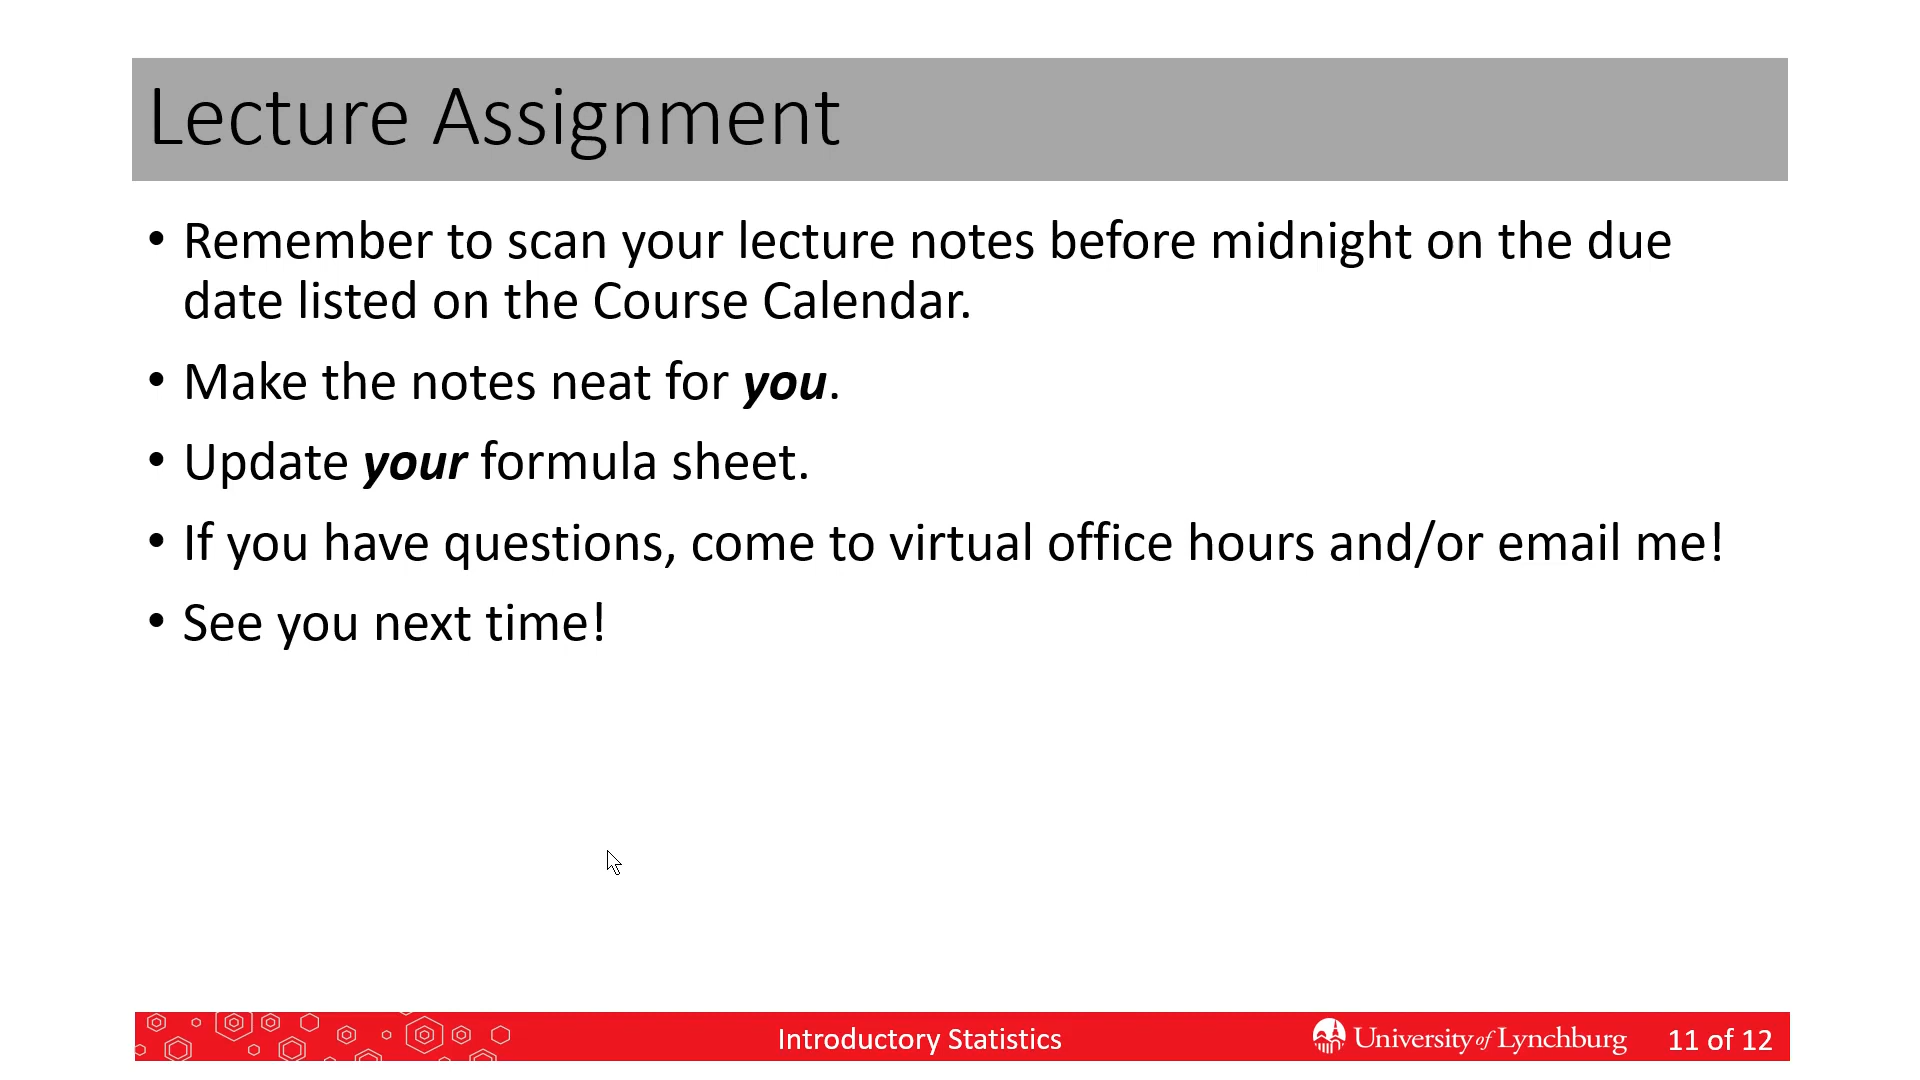 Lecture Assignment
• Remember to scan your lecture notes before midnight on the due
date listed on the Course Calendar.
• Make the notes neat for you.
• Update your formula sheet.
• If you have questions, come to virtual office hours and/or email me!
• See you next time!
Introductory Statistics
University of Lynchburg
11 of 12